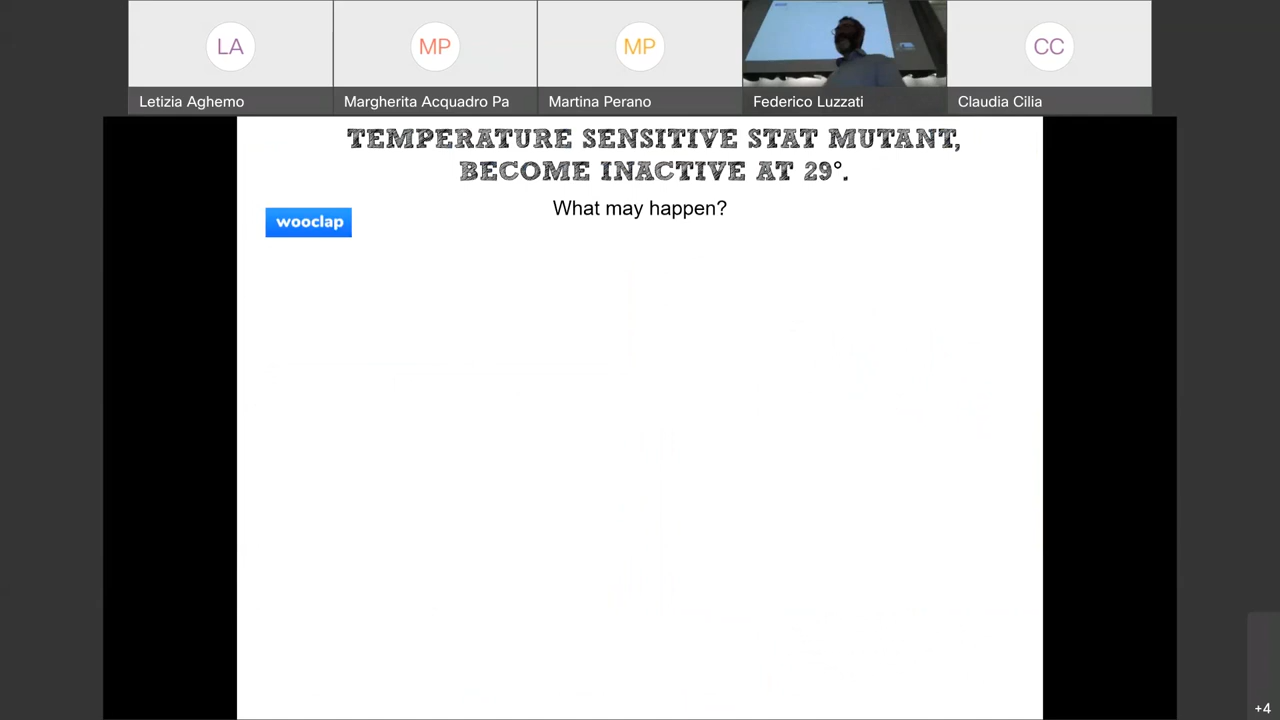 LA
MP
MP
CC
Letizia Aghemo
Margherita Acquadro Pa
Martina Perano
Federico Luzzati
Claudia Cilia
TEMPERATURE SENSITIVE STAT MUTANT,
BECOME INACTIVE AT 29°.
What may happen?
wooclap
+4